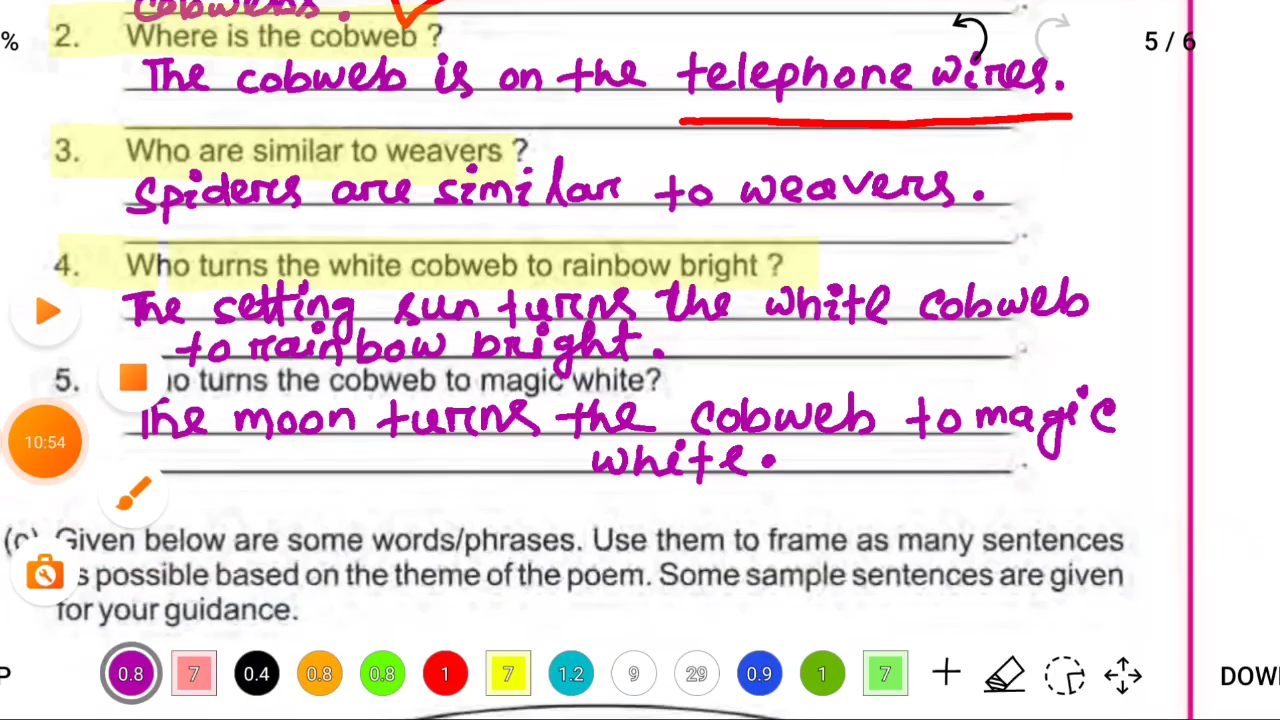 cobwebs.
2. Where is the cobweb ?
5 / 6
%
The cobweb is on the telephone wires.
3. Who are similar to weavers ?
Spiders are similar to weavers.
4. Who turns the white cobweb to rainbow bright ?
The setting sun turns the white cobweb
to rainbow bright.
5. o turns the cobweb to magic white?
The moon turns the cobweb to magic
10:54
white.
(c) Given below are some words/phrases. Use them to frame as many sentences
s possible based on the theme of the poem. Some sample sentences are given
for your guidance.
P 0.8 7 0.4 0.8 0.8 1 7 1.2 9 29 0.9 1 7 DOW